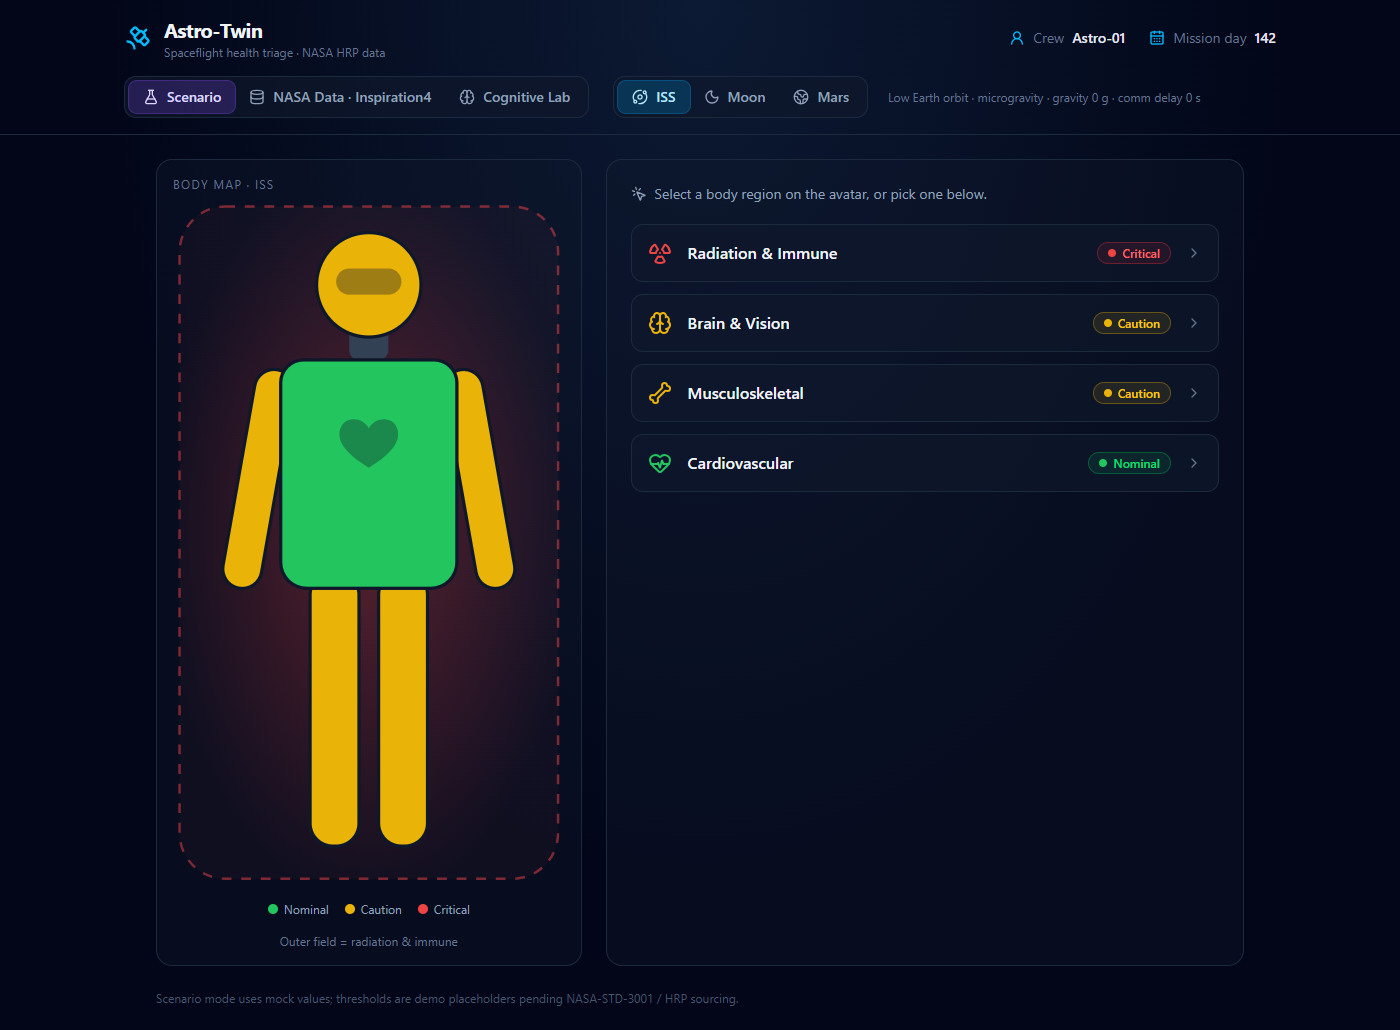 Astro-Twin
Spaceflight health triage · NASA HRP data
Crew Astro-01
Mission day 142
Scenario
NASA Data · Inspiration4
Cognitive Lab
ISS
Moon
Mars
Low Earth orbit · microgravity · gravity 0 g · comm delay 0 s
BODY MAP · ISS
Nominal
Caution
Critical
Outer field = radiation & immune
Select a body region on the avatar, or pick one below.
Radiation & Immune
Critical
Brain & Vision
Caution
Musculoskeletal
Caution
Cardiovascular
Nominal
Scenario mode uses mock values; thresholds are demo placeholders pending NASA-STD-3001 / HRP sourcing.